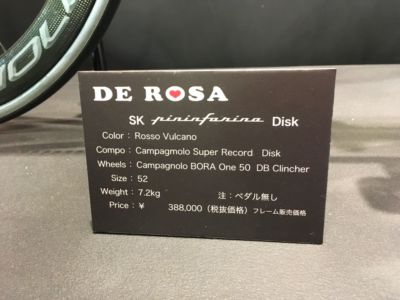 DE ROSA
SK pininfarina Disk
Color : Rosso Vulcano
Compo : Campagmolo Super Record Disk
Wheels : Campagnolo BORA One 50 DB Clincher
Size : 52
Weight : 7.2kg 注：ペダル無し
Price : ¥ 388,000（税抜価格）フレーム販売価格